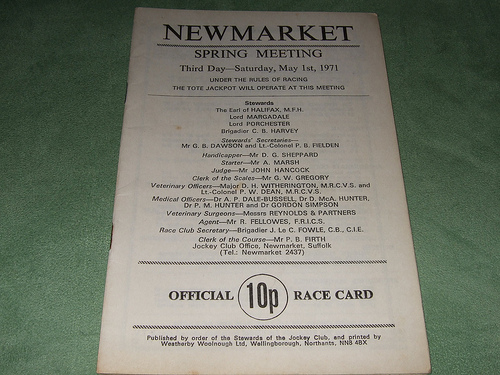 NEWMARKET
SPRING MEETING
Third Day—Saturday, May 1st, 1971
UNDER THE RULES OF RACING
THE TOTE JACKPOT WILL OPERATE AT THIS MEETING
Stewards
The Earl of HALIFAX, M.F.H.
Lord MARGADALE
Lord PORCHESTER
Brigadier C. B. HARVEY
Stewards' Secretaries—
Mr G. B. DAWSON and Lt.-Colonel P. B. FIELDEN
Handicapper—Mr D. G. SHEPPARD
Starter—Mr A. MARSH
Judge—Mr JOHN HANCOCK
Clerk of the Scales—Mr G. W. GREGORY
Veterinary Officers—Major D. H. WITHERINGTON, M.R.C.V.S. and
Lt.-Colonel P. W. DEAN, M.R.C.V.S.
Medical Officers—Dr A. P. DALE-BUSSELL, Dr D. McA. HUNTER,
Dr P. M. HUNTER and Dr GORDON SIMPSON
Veterinary Surgeons—Messrs REYNOLDS & PARTNERS
Agent—Mr R. FELLOWES, F.R.I.C.S.
Race Club Secretary—Brigadier J. Le C. FOWLE, C.B., C.I.E.
Clerk of the Course—Mr P. B. FIRTH
Jockey Club Office, Newmarket, Suffolk
(Tel.: Newmarket 2437)
OFFICIAL 10p RACE CARD
Published by order of the Stewards of the Jockey Club, and printed by
Weatherby Woolnough Ltd, Wellingborough, Northants, NN8 4BX